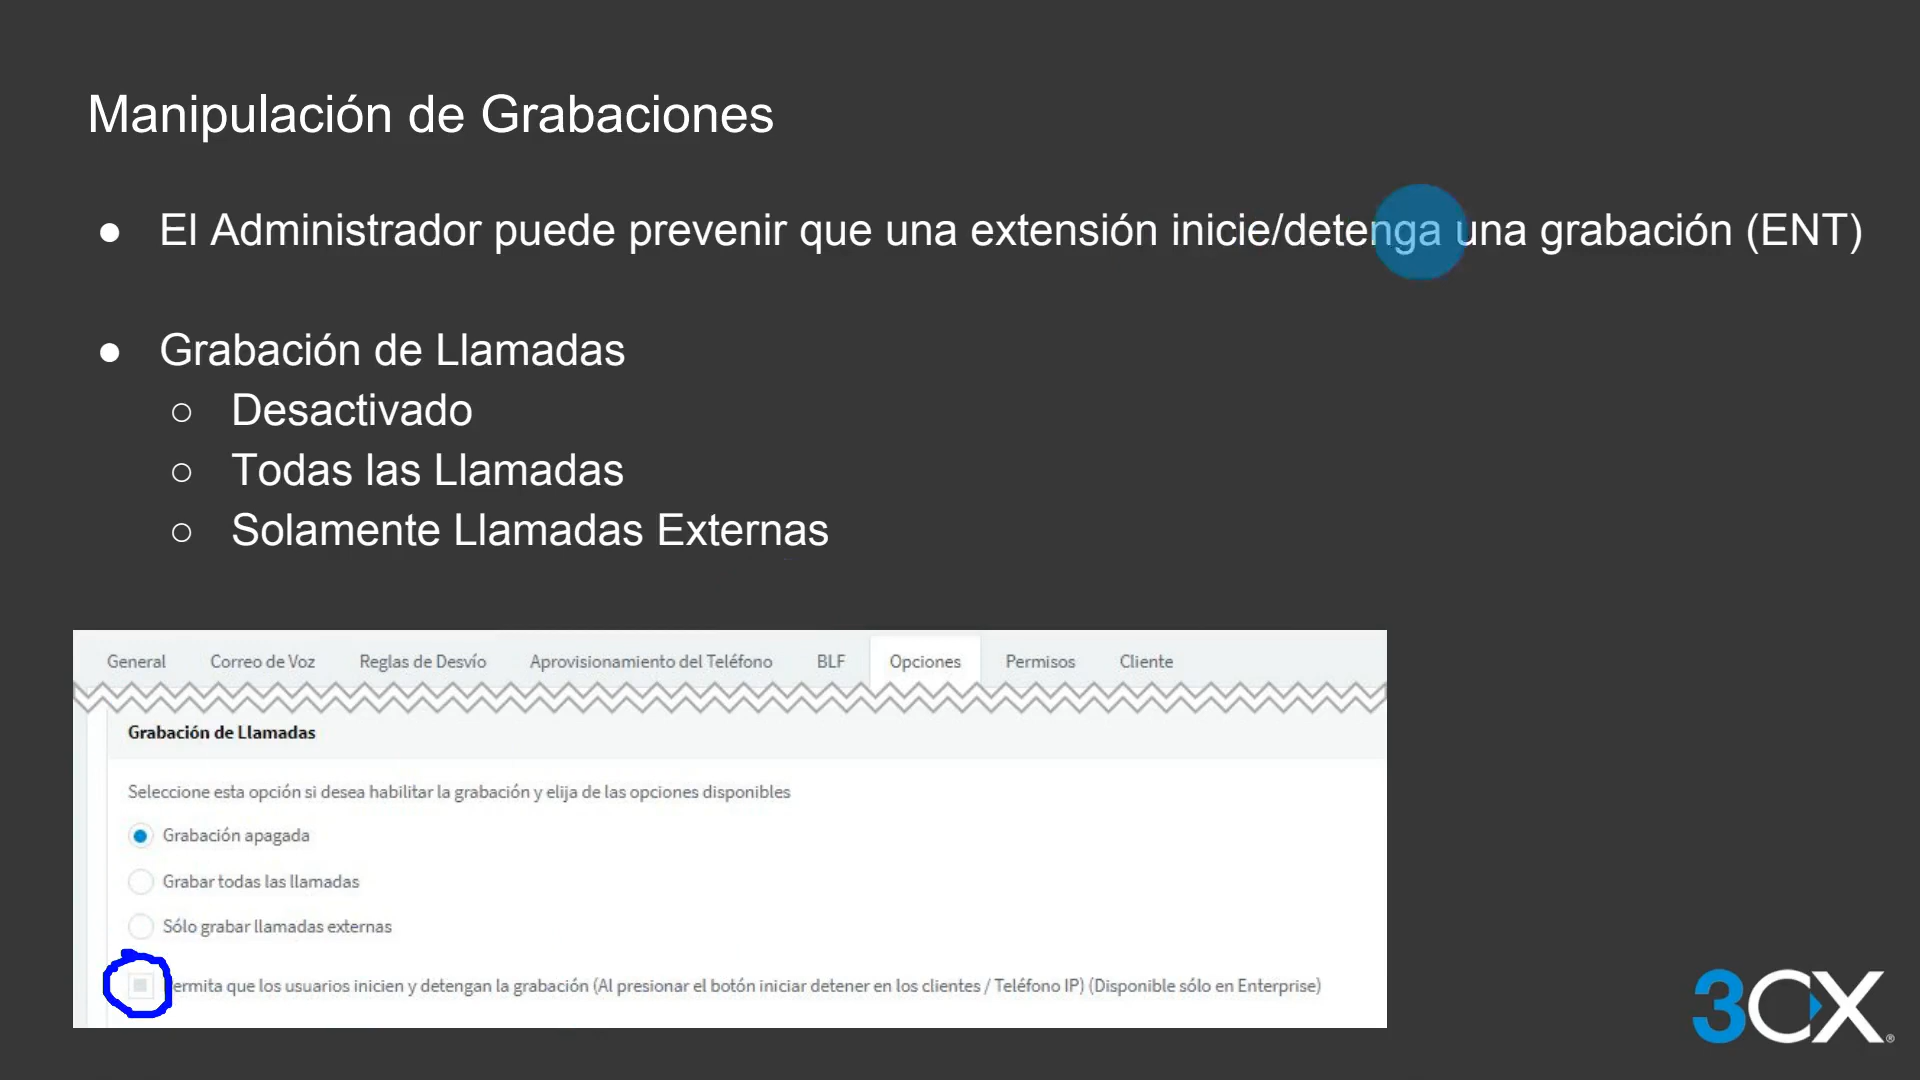 Manipulación de Grabaciones
● El Administrador puede prevenir que una extensión inicie/detenga una grabación (ENT)
● Grabación de Llamadas
○ Desactivado
○ Todas las Llamadas
○ Solamente Llamadas Externas
General Correo de Voz Reglas de Desvío Aprovisionamiento del Teléfono BLF Opciones Permisos Cliente
Grabación de Llamadas
Seleccione esta opción si desea habilitar la grabación y elija de las opciones disponibles
Grabación apagada
Grabar todas las llamadas
Sólo grabar llamadas externas
ermita que los usuarios inicien y detengan la grabación (Al presionar el botón iniciar detener en los clientes / Teléfono IP) (Disponible sólo en Enterprise)
3CX®